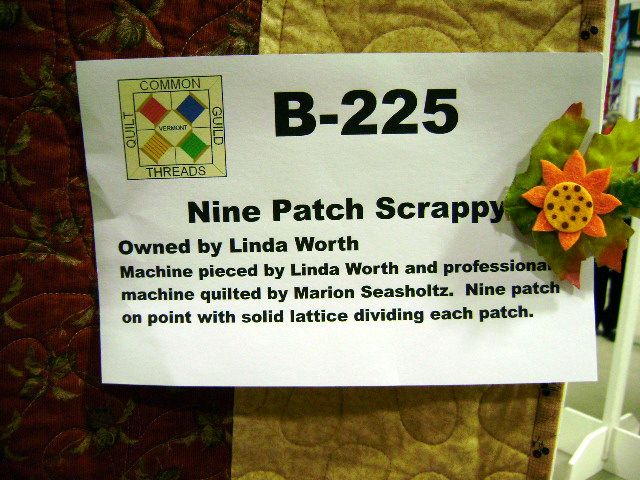 COMMON
QUILT
GUILD
VERMONT
THREADS
B-225
Nine Patch Scrappy
Owned by Linda Worth
Machine pieced by Linda Worth and professional
machine quilted by Marion Seasholtz. Nine patch
on point with solid lattice dividing each patch.